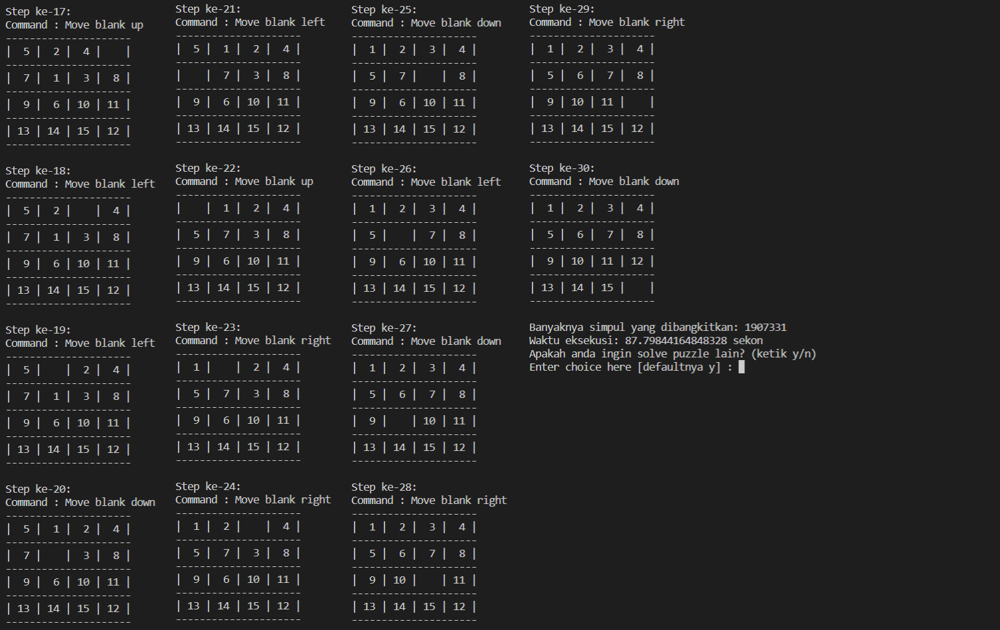 Step ke-17:
Command : Move blank up
---------------------
|  5 |  2 |  4 |    |
---------------------
|  7 |  1 |  3 |  8 |
---------------------
|  9 |  6 | 10 | 11 |
---------------------
| 13 | 14 | 15 | 12 |
---------------------
Step ke-18:
Command : Move blank left
---------------------
|  5 |  2 |    |  4 |
---------------------
|  7 |  1 |  3 |  8 |
---------------------
|  9 |  6 | 10 | 11 |
---------------------
| 13 | 14 | 15 | 12 |
---------------------
Step ke-19:
Command : Move blank left
---------------------
|  5 |    |  2 |  4 |
---------------------
|  7 |  1 |  3 |  8 |
---------------------
|  9 |  6 | 10 | 11 |
---------------------
| 13 | 14 | 15 | 12 |
---------------------
Step ke-20:
Command : Move blank down
---------------------
|  5 |  1 |  2 |  4 |
---------------------
|  7 |    |  3 |  8 |
---------------------
|  9 |  6 | 10 | 11 |
---------------------
| 13 | 14 | 15 | 12 |
---------------------
Step ke-21:
Command : Move blank left
---------------------
|  5 |  1 |  2 |  4 |
---------------------
|    |  7 |  3 |  8 |
---------------------
|  9 |  6 | 10 | 11 |
---------------------
| 13 | 14 | 15 | 12 |
---------------------
Step ke-22:
Command : Move blank up
---------------------
|    |  1 |  2 |  4 |
---------------------
|  5 |  7 |  3 |  8 |
---------------------
|  9 |  6 | 10 | 11 |
---------------------
| 13 | 14 | 15 | 12 |
---------------------
Step ke-23:
Command : Move blank right
---------------------
|  1 |    |  2 |  4 |
---------------------
|  5 |  7 |  3 |  8 |
---------------------
|  9 |  6 | 10 | 11 |
---------------------
| 13 | 14 | 15 | 12 |
---------------------
Step ke-24:
Command : Move blank right
---------------------
|  1 |  2 |    |  4 |
---------------------
|  5 |  7 |  3 |  8 |
---------------------
|  9 |  6 | 10 | 11 |
---------------------
| 13 | 14 | 15 | 12 |
---------------------
Step ke-25:
Command : Move blank down
---------------------
|  1 |  2 |  3 |  4 |
---------------------
|  5 |  7 |    |  8 |
---------------------
|  9 |  6 | 10 | 11 |
---------------------
| 13 | 14 | 15 | 12 |
---------------------
Step ke-26:
Command : Move blank left
---------------------
|  1 |  2 |  3 |  4 |
---------------------
|  5 |    |  7 |  8 |
---------------------
|  9 |  6 | 10 | 11 |
---------------------
| 13 | 14 | 15 | 12 |
---------------------
Step ke-27:
Command : Move blank down
---------------------
|  1 |  2 |  3 |  4 |
---------------------
|  5 |  6 |  7 |  8 |
---------------------
|  9 |    | 10 | 11 |
---------------------
| 13 | 14 | 15 | 12 |
---------------------
Step ke-28:
Command : Move blank right
---------------------
|  1 |  2 |  3 |  4 |
---------------------
|  5 |  6 |  7 |  8 |
---------------------
|  9 | 10 |    | 11 |
---------------------
| 13 | 14 | 15 | 12 |
---------------------
Step ke-29:
Command : Move blank right
---------------------
|  1 |  2 |  3 |  4 |
---------------------
|  5 |  6 |  7 |  8 |
---------------------
|  9 | 10 | 11 |    |
---------------------
| 13 | 14 | 15 | 12 |
---------------------
Step ke-30:
Command : Move blank down
---------------------
|  1 |  2 |  3 |  4 |
---------------------
|  5 |  6 |  7 |  8 |
---------------------
|  9 | 10 | 11 | 12 |
---------------------
| 13 | 14 | 15 |    |
---------------------
Banyaknya simpul yang dibangkitkan: 1907331
Waktu eksekusi: 87.79844164848328 sekon
Apakah anda ingin solve puzzle lain? (ketik y/n)
Enter choice here [defaultnya y] :